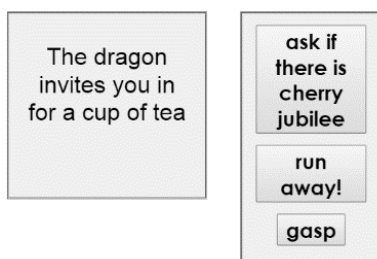 The dragon
invites you in
for a cup of tea
ask if
there is
cherry
jubilee
run
away!
gasp